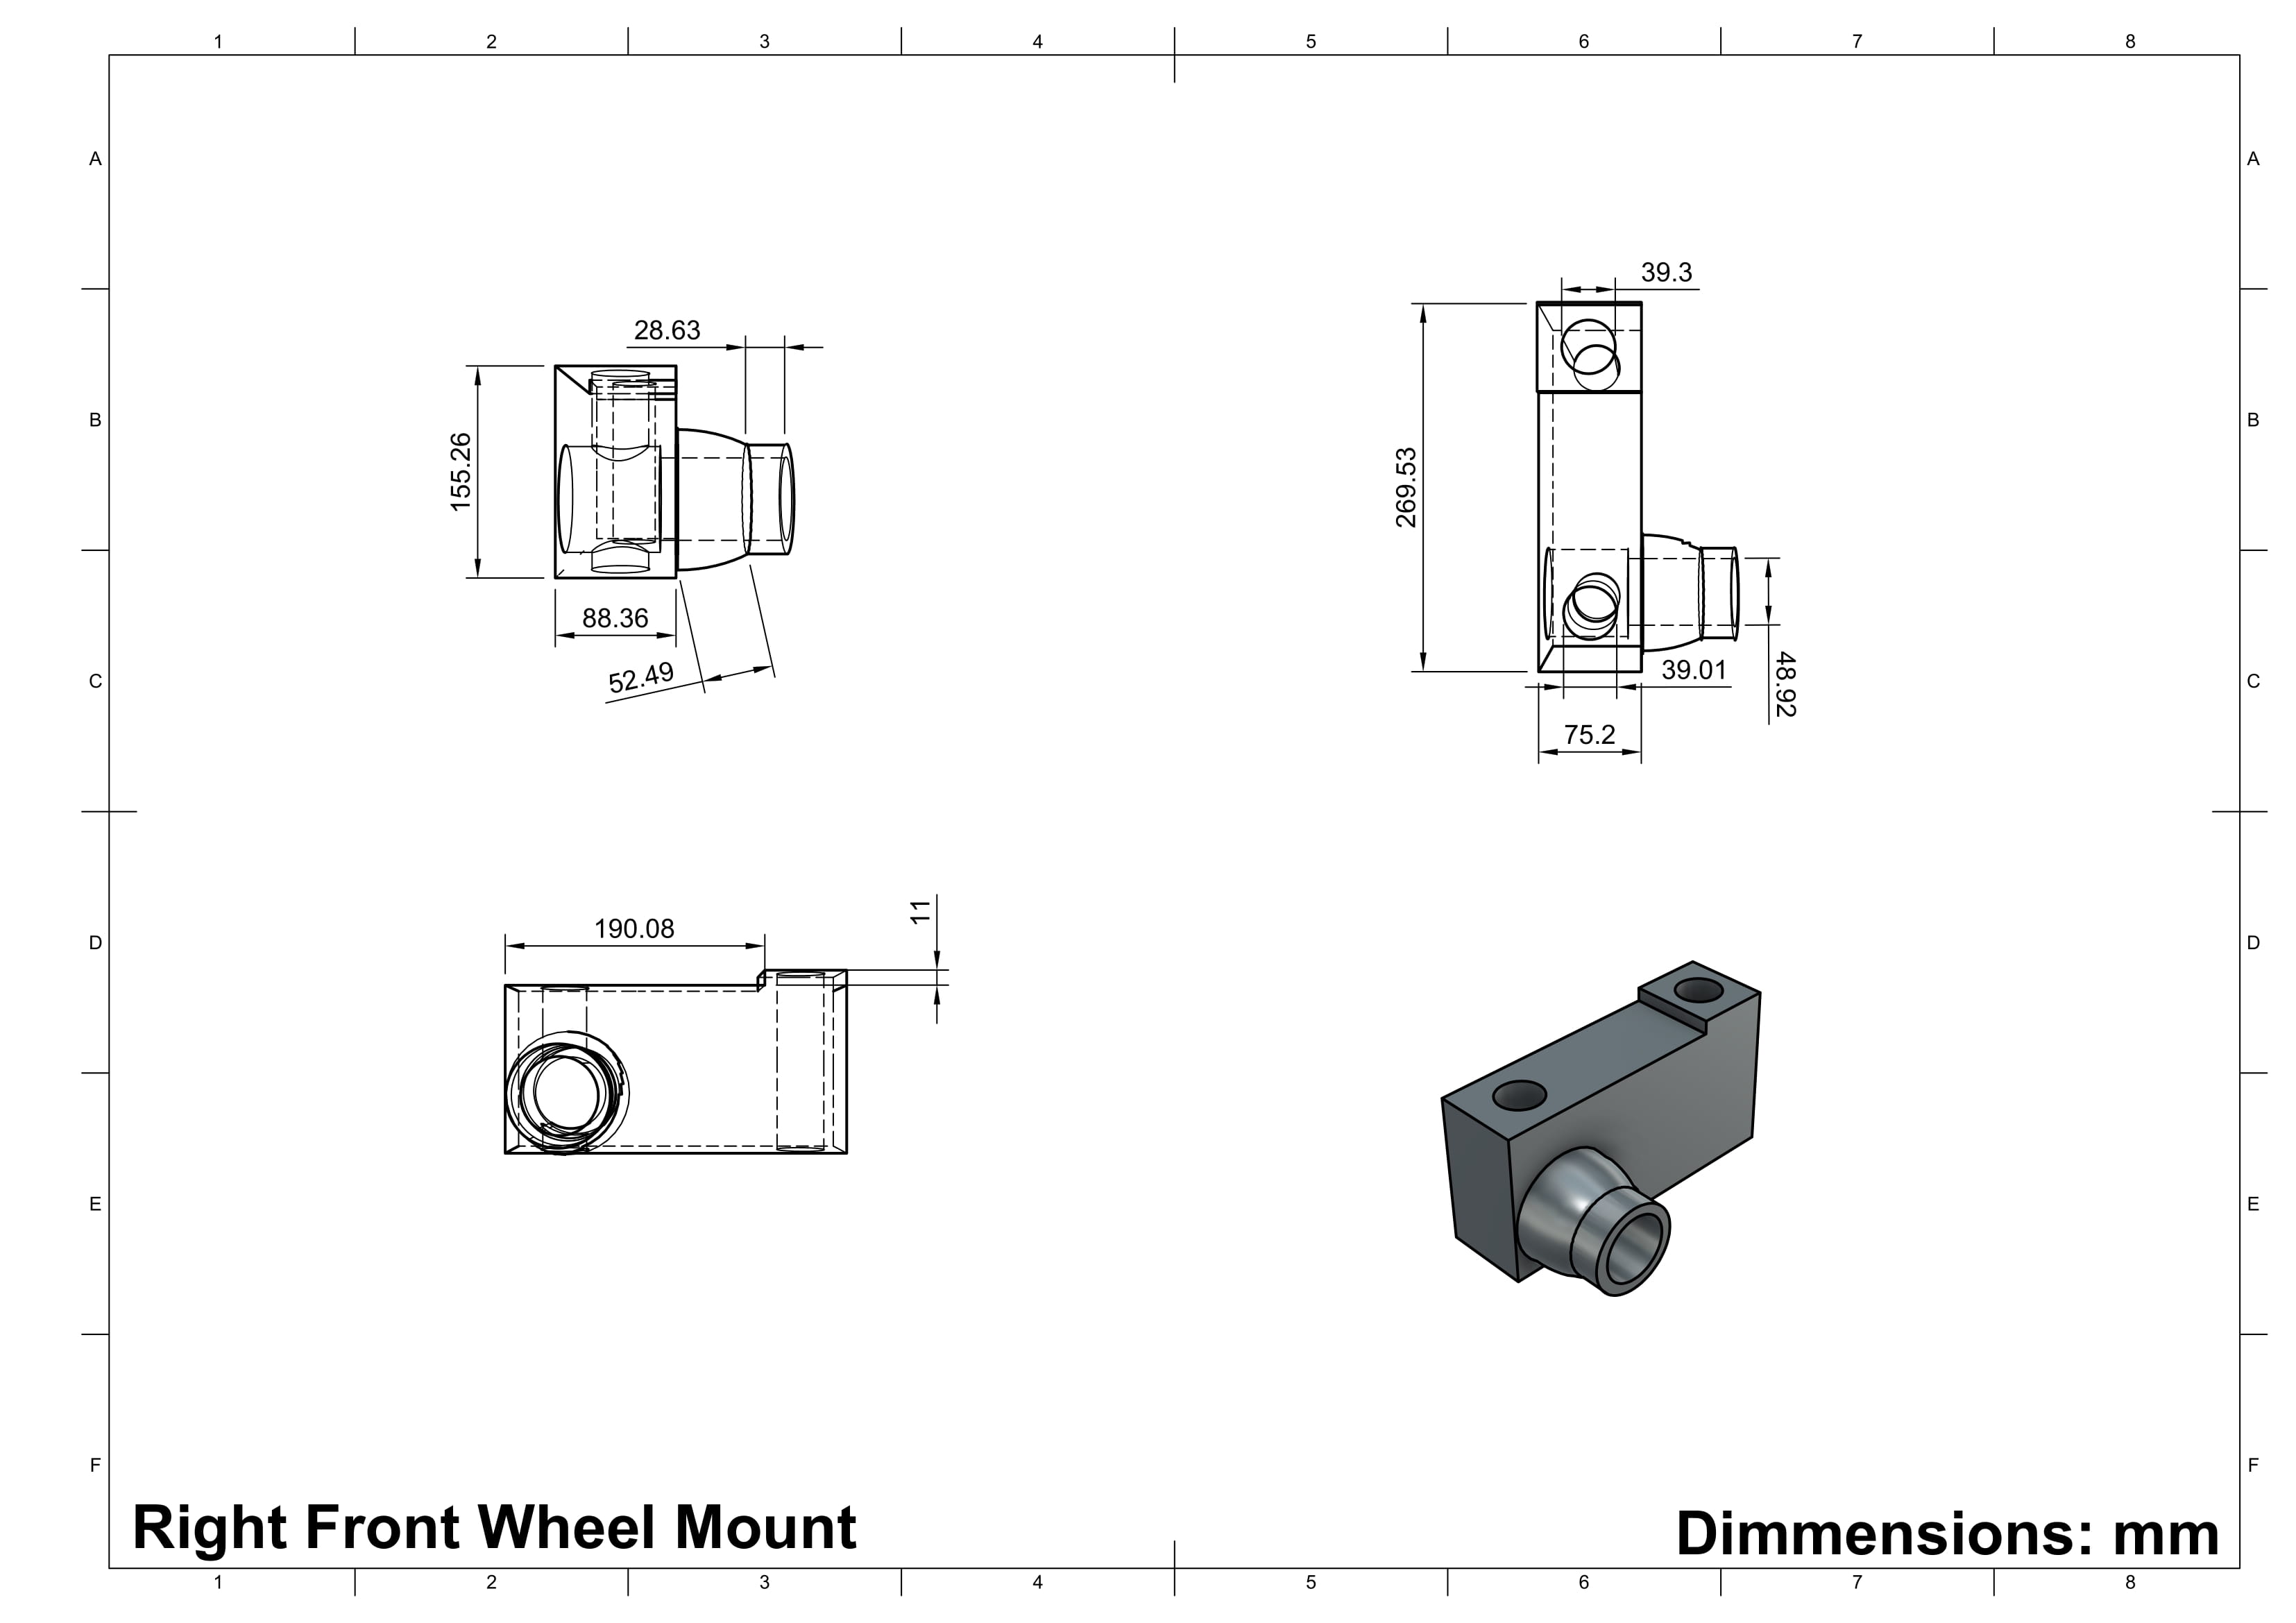 1 2 3 4 5 6 7 8
A A
39.3
28.63
B B
155.26
269.53
88.36
52.49
C C
39.01
48.92
75.2
11
190.08
D D
E E
F F
Right Front Wheel Mount
Dimmensions: mm
1 2 3 4 5 6 7 8